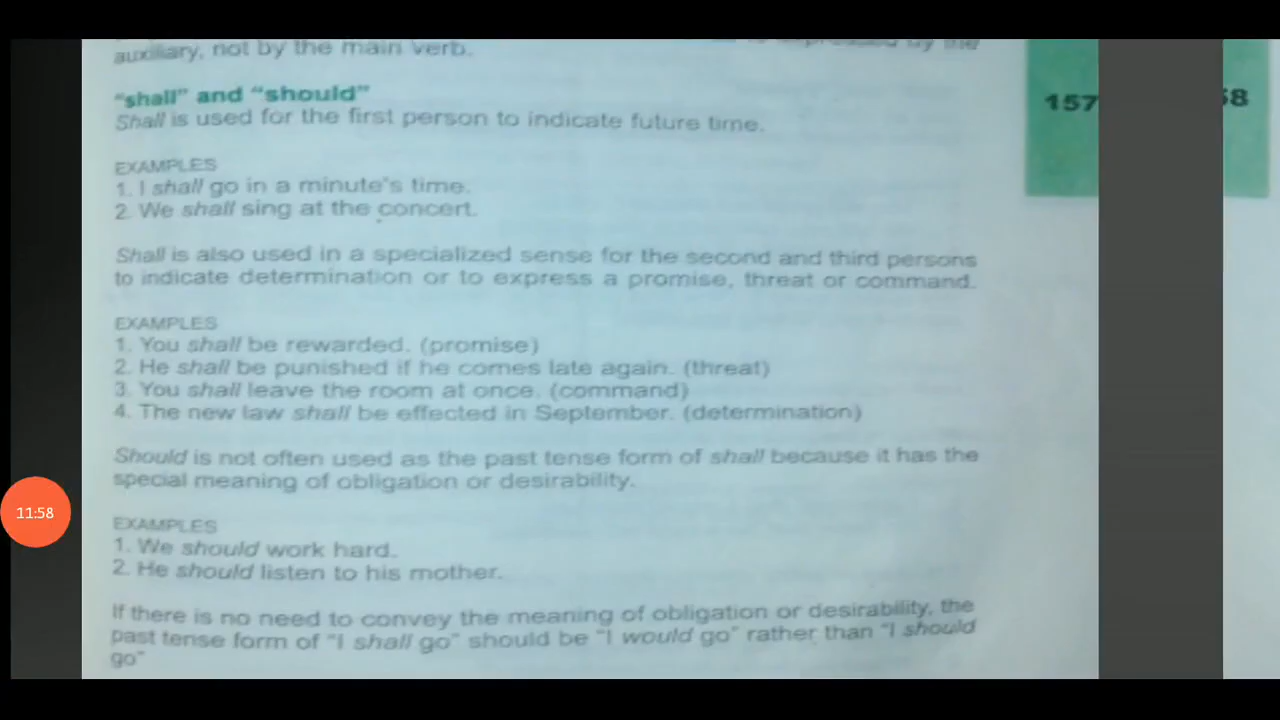 auxiliary, not by the main verb. expressed by the
"shall" and "should"
Shall is used for the first person to indicate future time.
157
58
EXAMPLES
1. I shall go in a minute's time.
2. We shall sing at the concert.
Shall is also used in a specialized sense for the second and third persons
to indicate determination or to express a promise, threat or command.
EXAMPLES
1. You shall be rewarded. (promise)
2. He shall be punished if he comes late again. (threat)
3. You shall leave the room at once. (command)
4. The new law shall be effected in September. (determination)
Should is not often used as the past tense form of shall because it has the
special meaning of obligation or desirability.
11:58
EXAMPLES
1. We should work hard.
2. He should listen to his mother.
If there is no need to convey the meaning of obligation or desirability, the
past tense form of "I shall go" should be "I would go" rather than "I should
go"